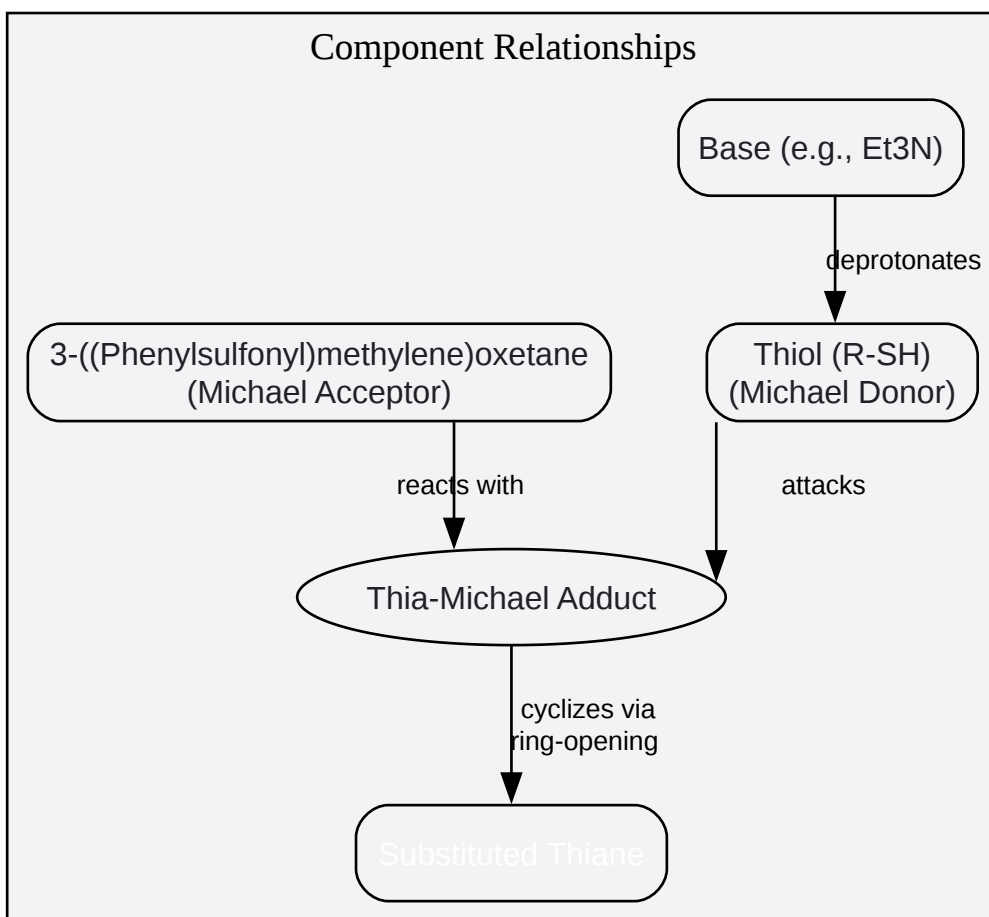 Component Relationships
Base (e.g., Et3N)
deprotonates
3-((Phenylsulfonyl)methylene)oxetane
(Michael Acceptor)
Thiol (R-SH)
(Michael Donor)
reacts with
attacks
Thia-Michael Adduct
cyclizes via
ring-opening
Substituted Thiane